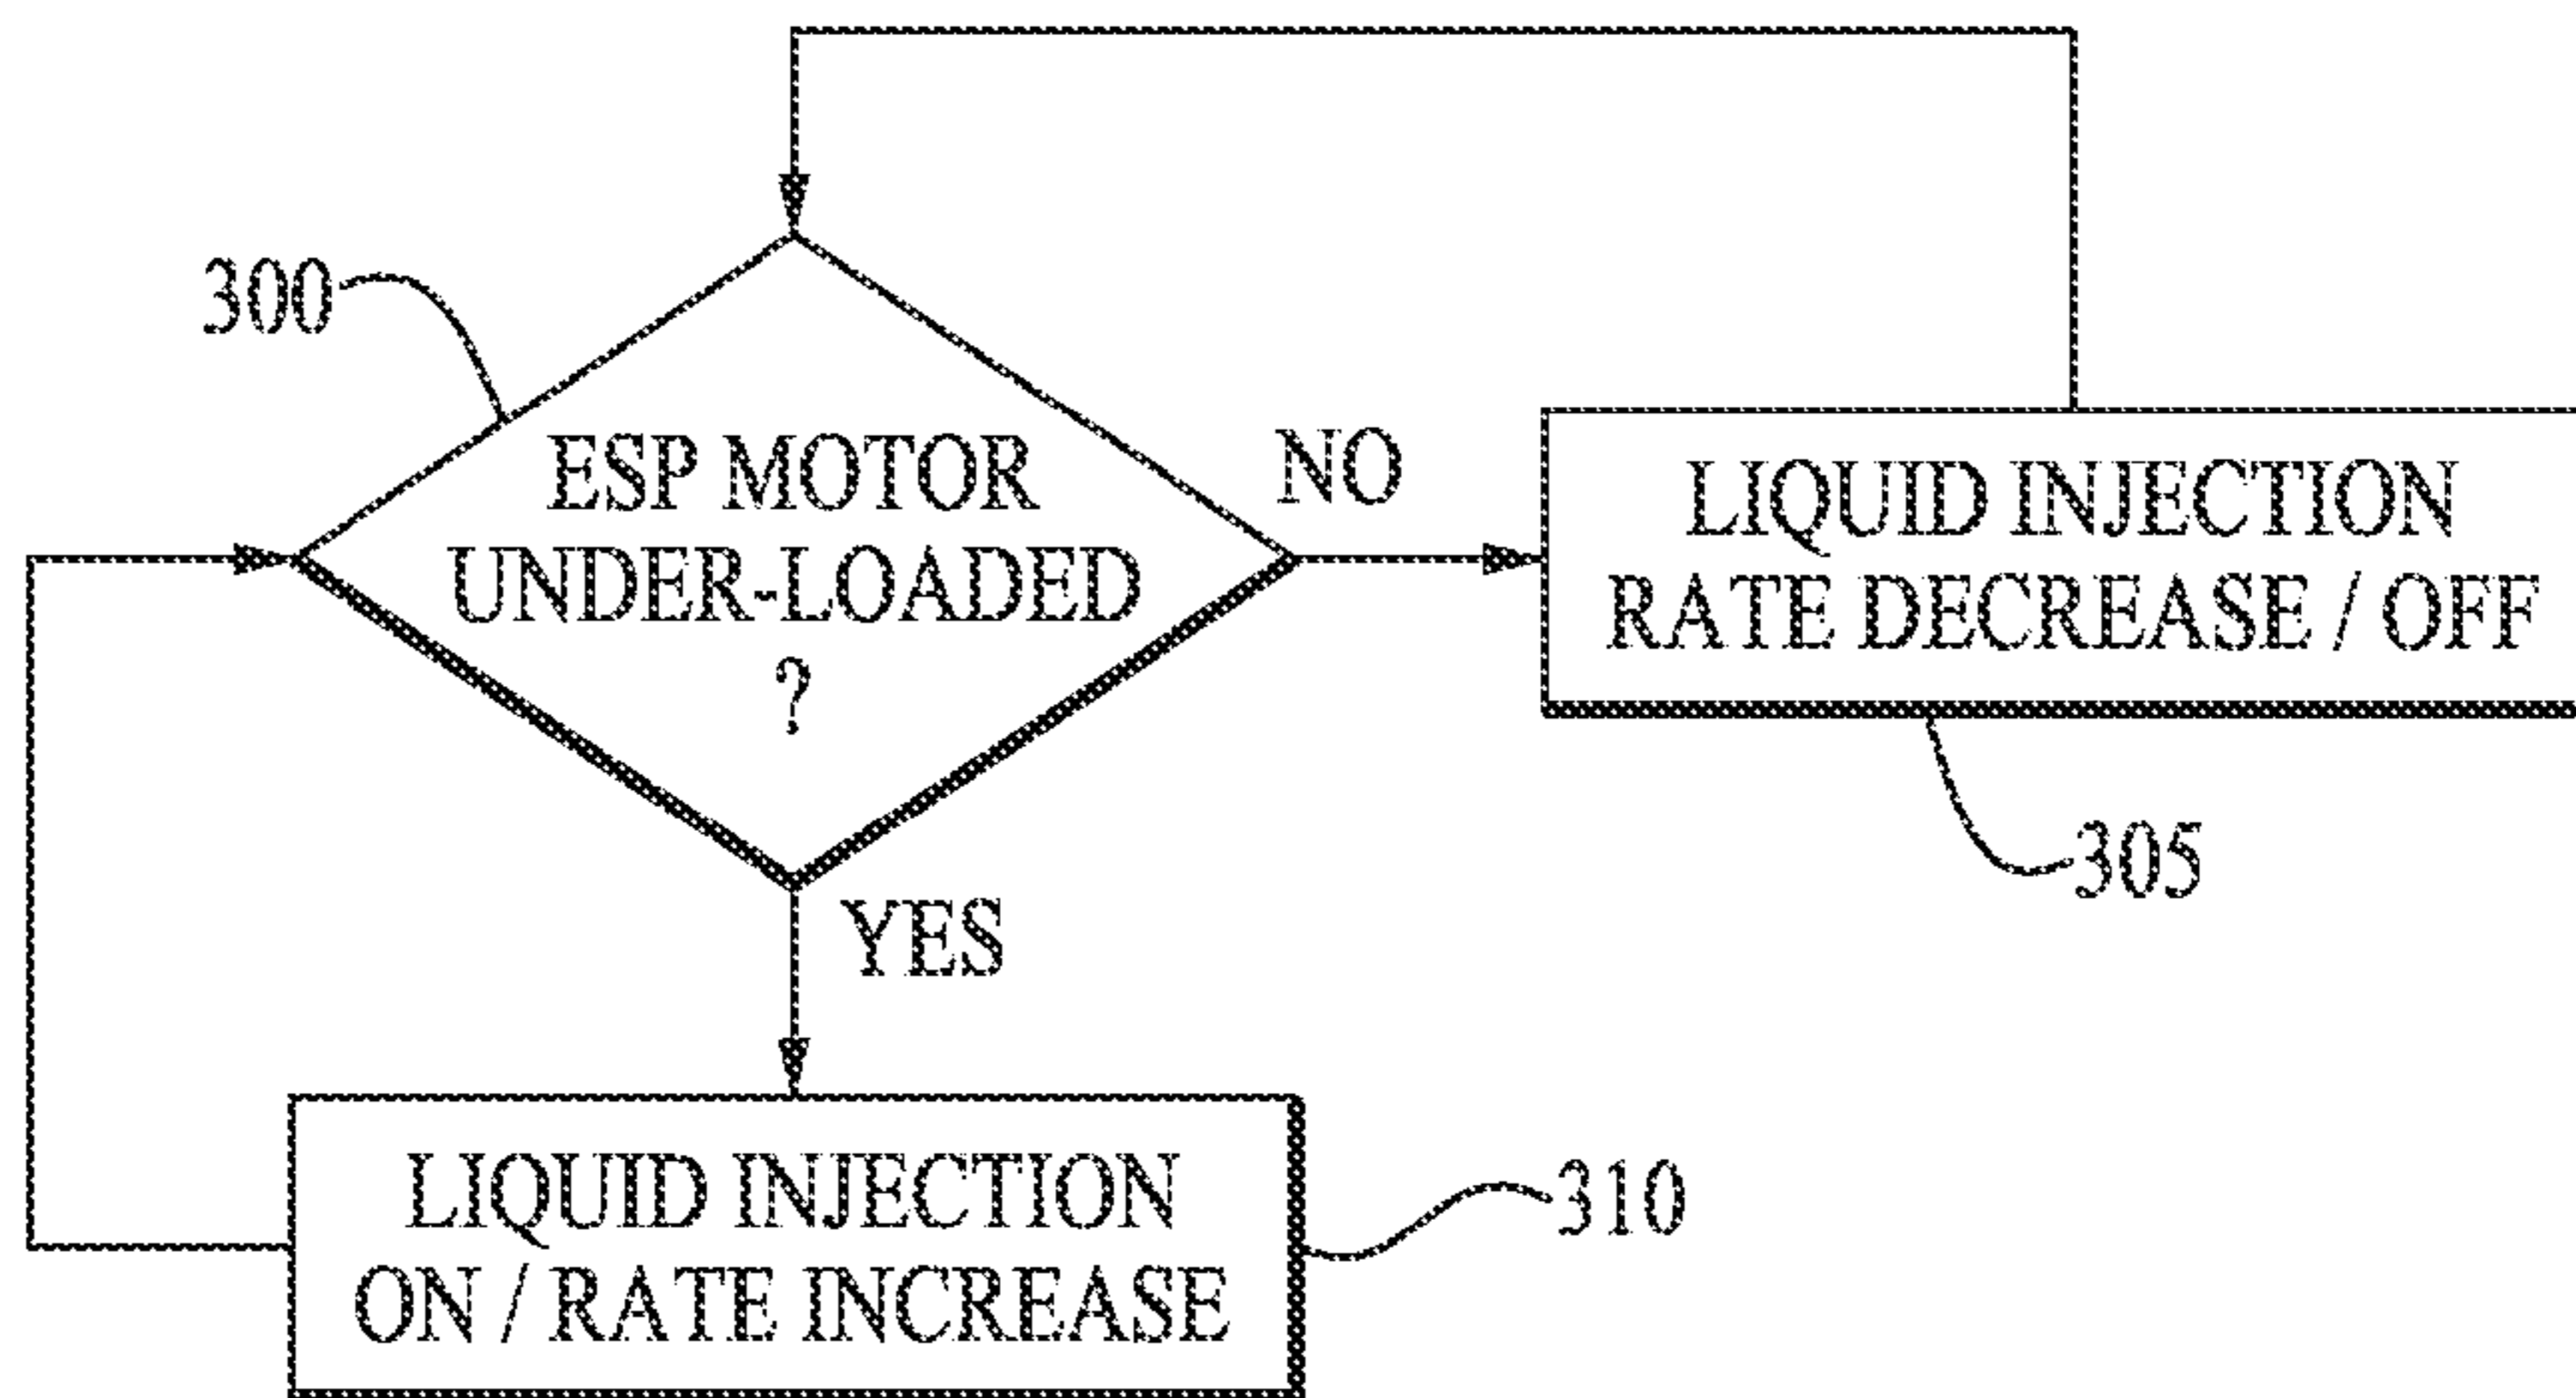 300
ESP MOTOR
UNDER-LOADED
?
NO
LIQUID INJECTION
RATE DECREASE / OFF
305
YES
LIQUID INJECTION
ON / RATE INCREASE
310